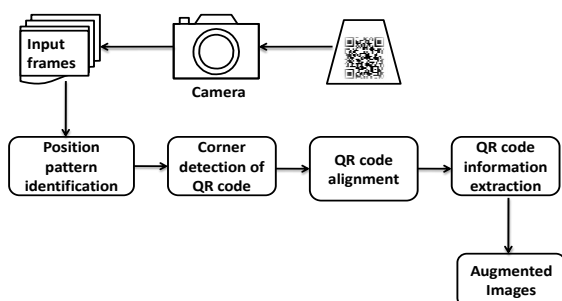 Input
frames
Camera
Position
pattern
identification
Corner
detection of
QR code
QR code
alignment
QR code
information
extraction
Augmented
Images